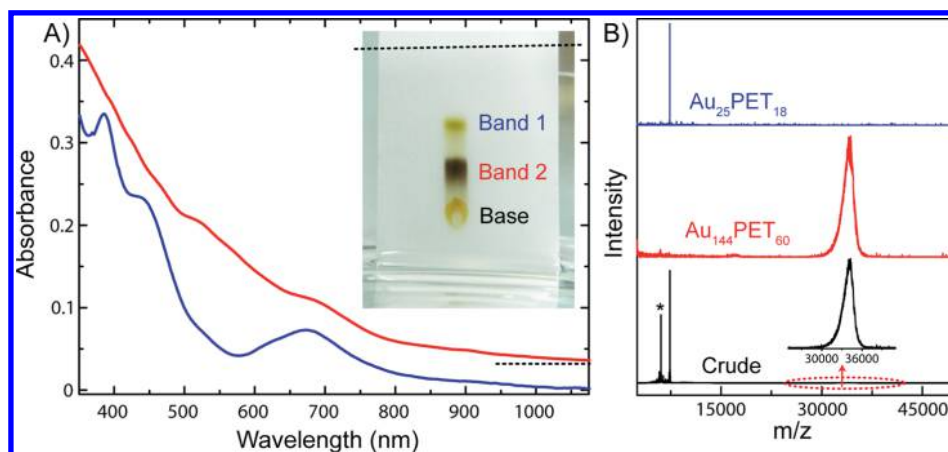 A)
0.4
0.3
0.2
0.1
0
Absorbance
400 500 600 700 800 900 1000
Wavelength (nm)
Band 1
Band 2
Base
B)
Au₂₅PET₁₈
Au₁₄₄PET₆₀
*
30000 36000
Crude
Intensity
15000 30000 45000
m/z